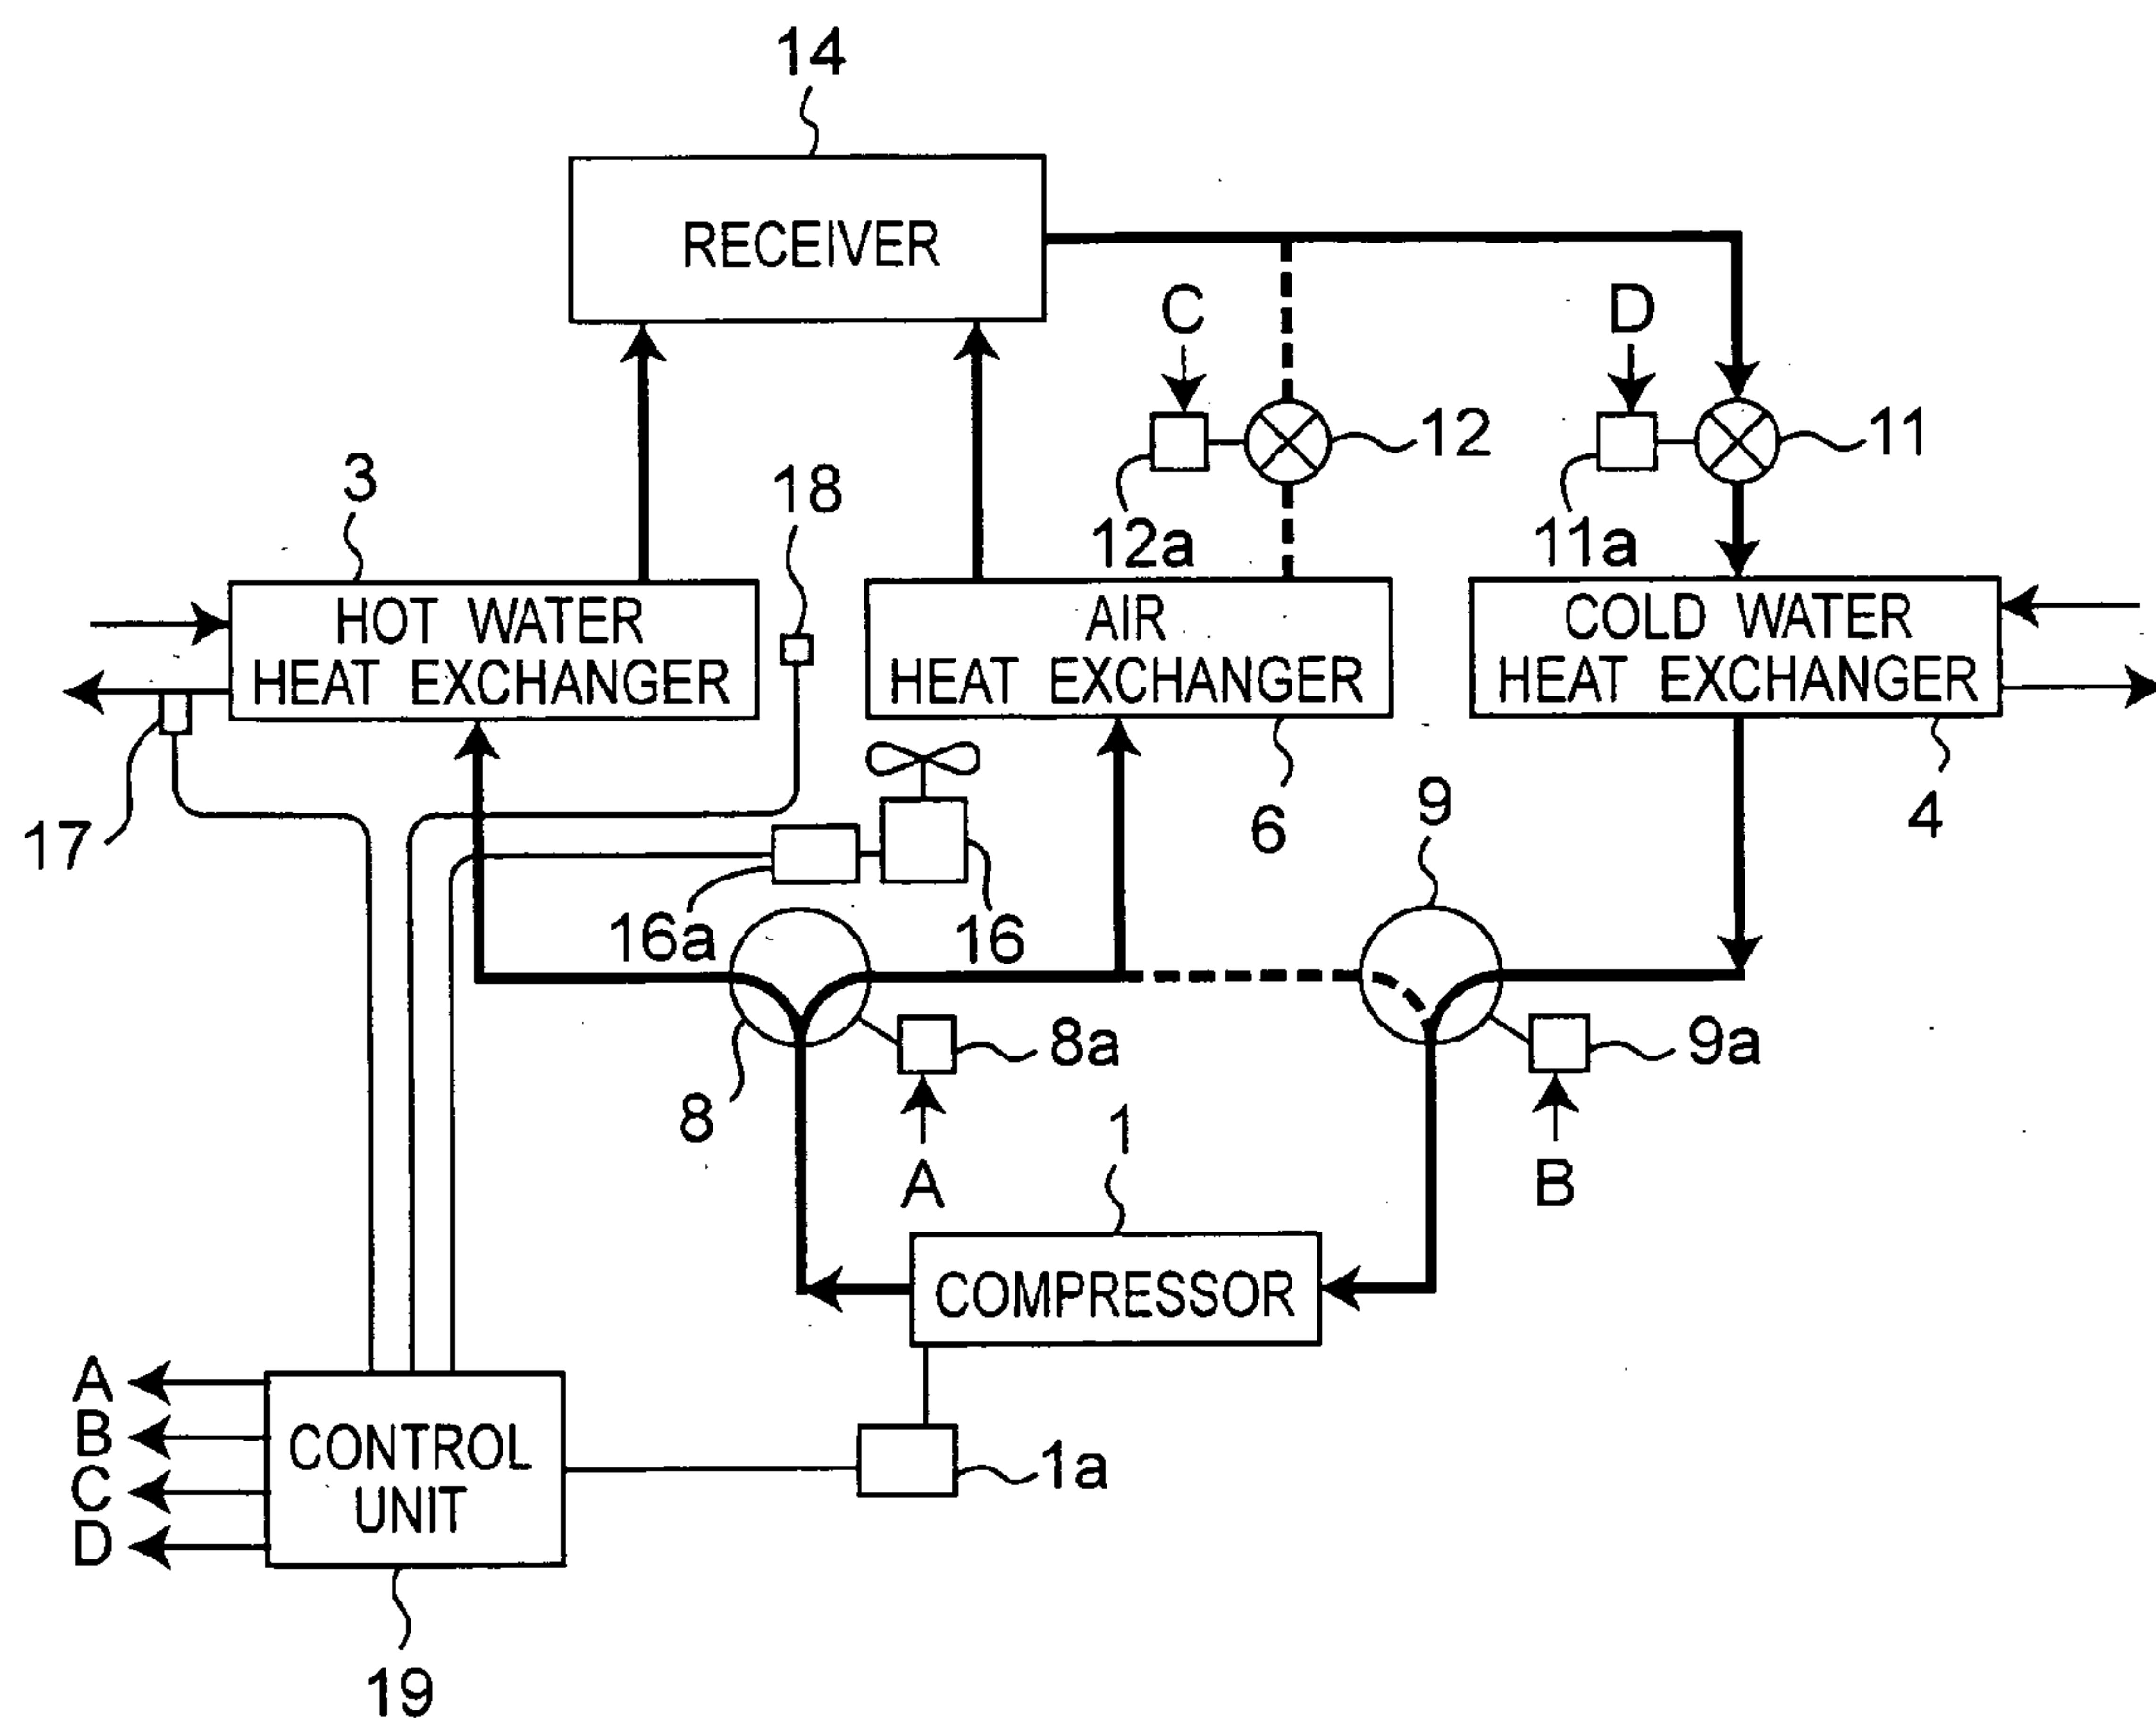 14
RECEIVER
C
D
12
11
3
18
12a
11a
HOT WATER
HEAT EXCHANGER
AIR
HEAT EXCHANGER
COLD WATER
HEAT EXCHANGER
17
6
9
4
16a
16
8a
9a
8
1
A
B
COMPRESSOR
A
B
C
D
CONTROL
UNIT
1a
19